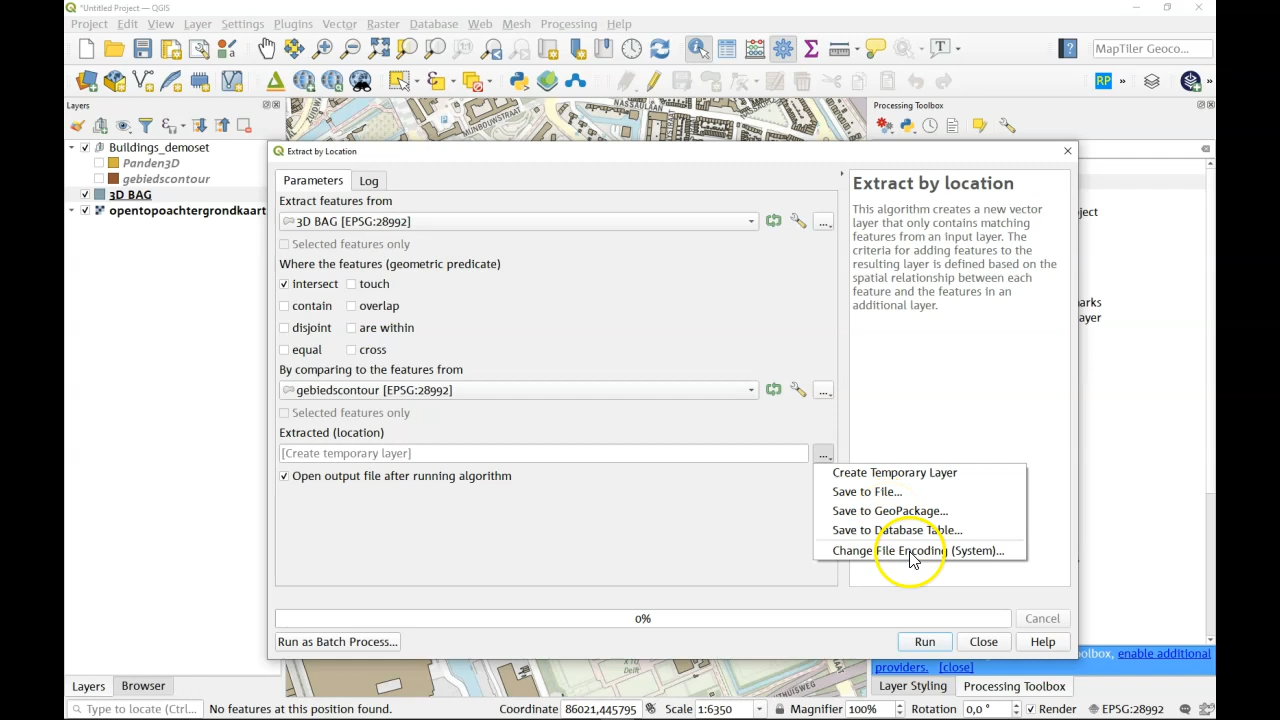 *Untitled Project — QGIS
Project Edit View Layer Settings Plugins Vector Raster Database Web Mesh Processing Help
MapTiler Geoco...
RP » »
Layers
NASSAULAAN
Processing Toolbox
Buildings_demoset
Panden3D
gebiedscontour
3D BAG
opentopoachtergrondkaart
Extract by Location
Parameters Log
Extract features from
3D BAG [EPSG:28992]
...
Selected features only
Where the features (geometric predicate)
intersect touch
contain overlap
disjoint are within
equal cross
By comparing to the features from
gebiedscontour [EPSG:28992]
...
Selected features only
Extracted (location)
[Create temporary layer]
...
Open output file after running algorithm
Extract by location
This algorithm creates a new vector
layer that only contains matching
features from an input layer. The
criteria for adding features to the
resulting layer is defined based on the
spatial relationship between each
feature and the features in an
additional layer.
ject
arks
ayer
Create Temporary Layer
Save to File...
Save to GeoPackage...
Save to Database Table...
Change File Encoding (System)...
0%
Cancel
Run as Batch Process...
Run Close Help
oolbox, enable additional
providers. [close]
Layers Browser
Layer Styling Processing Toolbox
Type to locate (Ctrl... No features at this position found. Coordinate 86021,445795 Scale 1:6350 Magnifier 100% Rotation 0,0 ° Render EPSG:28992